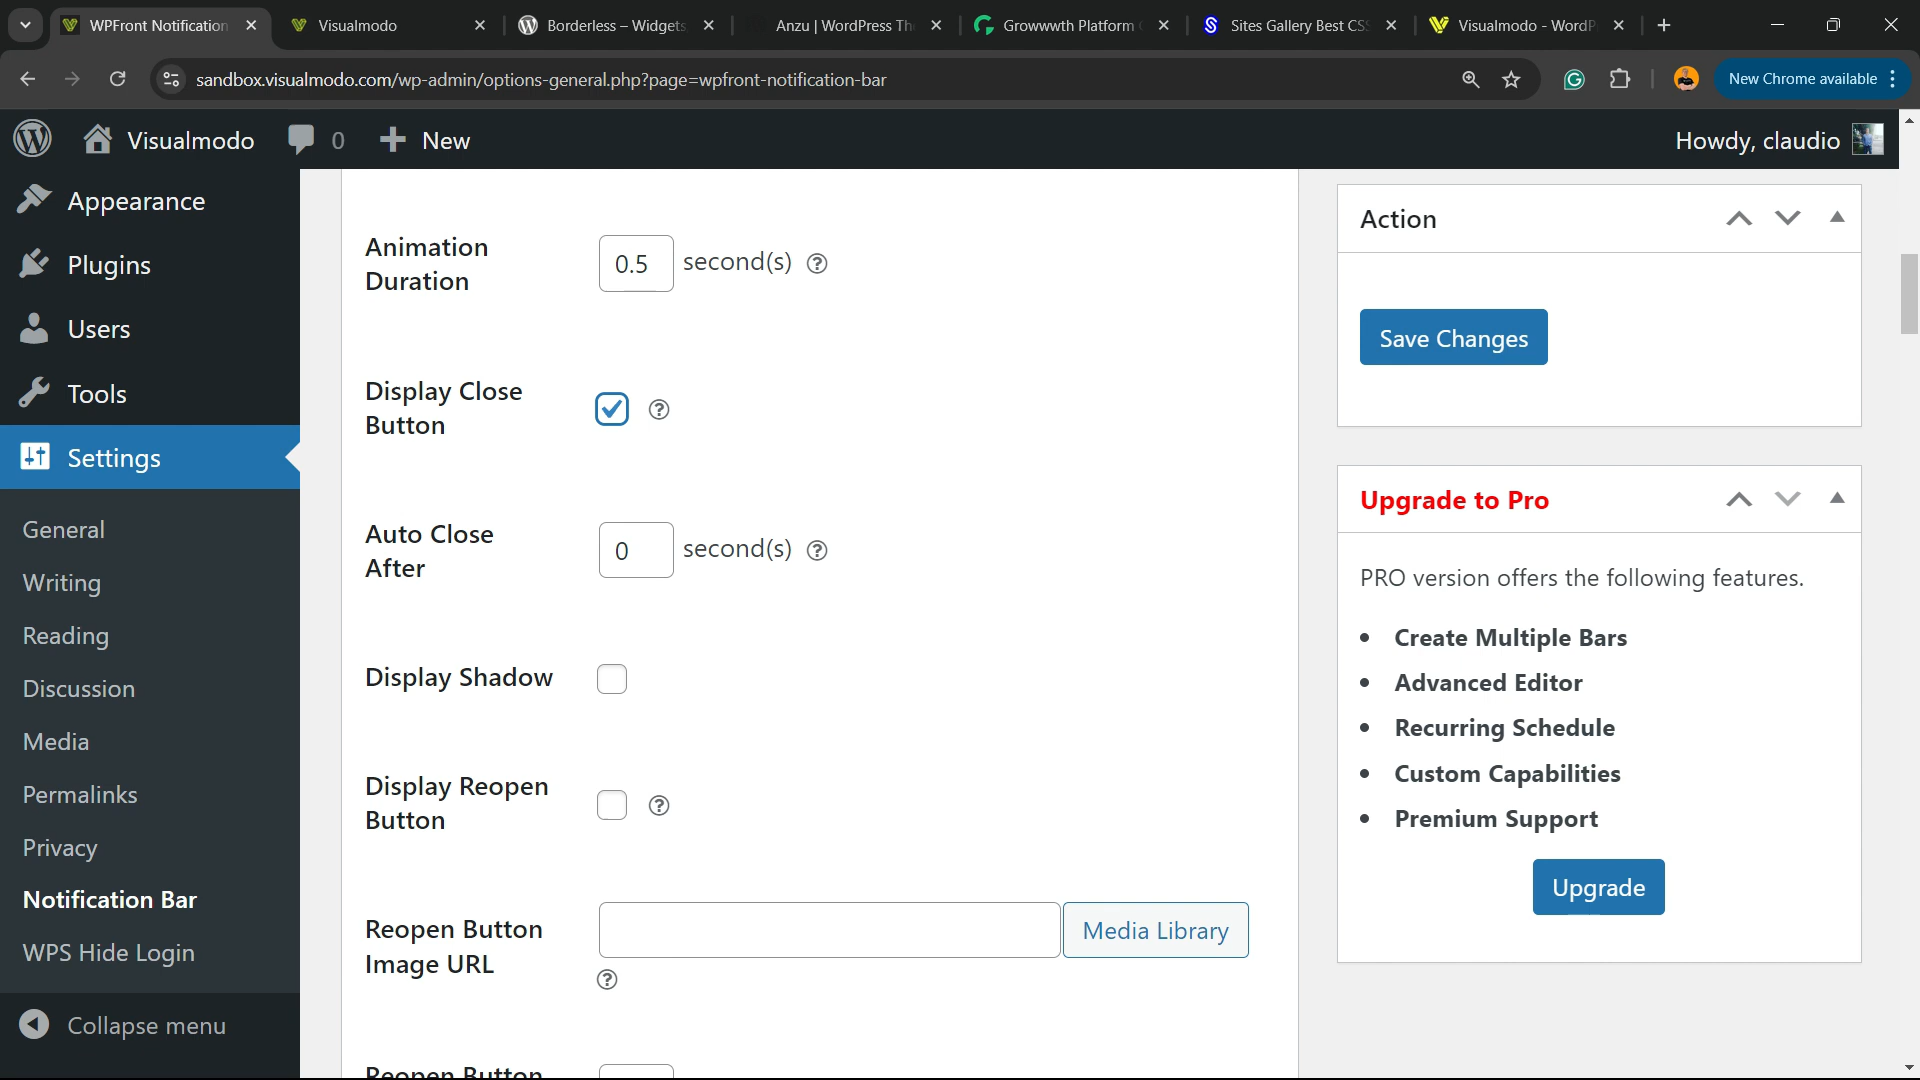 WPFront Notification
Visualmodo
Borderless – Widgets
Anzu | WordPress Th
Growwwth Platform
Sites Gallery Best CSS
Visualmodo - WordP
sandbox.visualmodo.com/wp-admin/options-general.php?page=wpfront-notification-bar
New Chrome available
Visualmodo
0
New
Howdy, claudio
Appearance
Plugins
Users
Tools
Settings
General
Writing
Reading
Discussion
Media
Permalinks
Privacy
Notification Bar
WPS Hide Login
Collapse menu
Animation
Duration
0.5
second(s)
Display Close
Button
Auto Close
After
0
second(s)
Display Shadow
Display Reopen
Button
Reopen Button
Image URL
Media Library
Reopen Button
Action
Save Changes
Upgrade to Pro
PRO version offers the following features.
• Create Multiple Bars
• Advanced Editor
• Recurring Schedule
• Custom Capabilities
• Premium Support
Upgrade